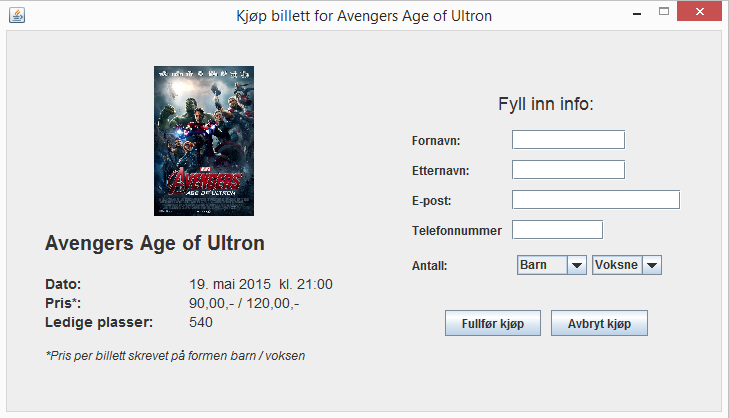 Kjøp billett for Avengers Age of Ultron
MARVEL
AVENGERS
AGE OF ULTRON
Avengers Age of Ultron
Dato: 19. mai 2015 kl. 21:00
Pris*: 90,00,- / 120,00,-
Ledige plasser: 540
*Pris per billett skrevet på formen barn / voksen
Fyll inn info:
Fornavn:
Etternavn:
E-post:
Telefonnummer
Antall: Barn Voksne
Fullfør kjøp Avbryt kjøp